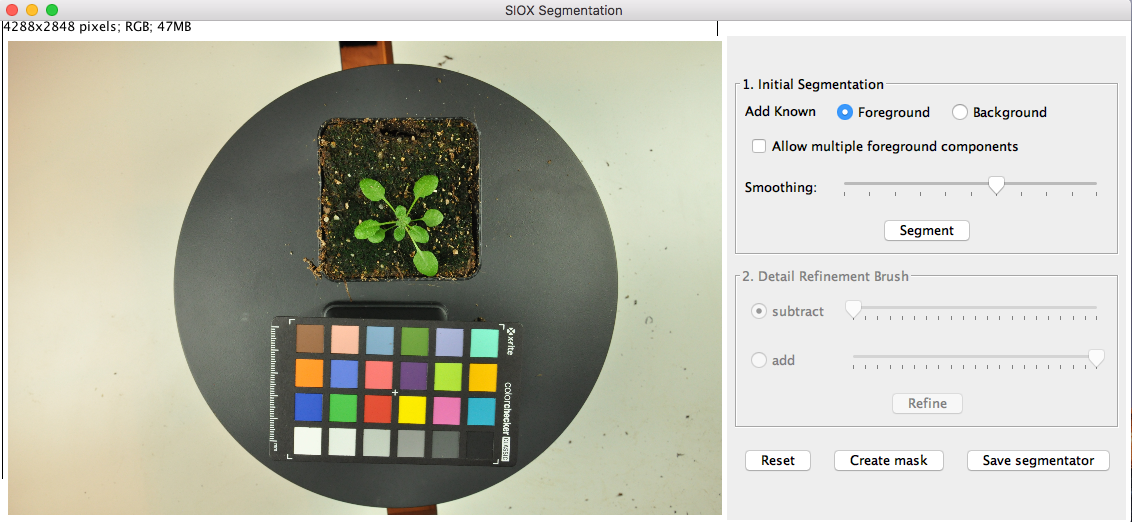 SIOX Segmentation
4288x2848 pixels; RGB; 47MB
1. Initial Segmentation
Add Known Foreground Background
Allow multiple foreground components
Smoothing:
Segment
2. Detail Refinement Brush
subtract
add
Refine
Reset Create mask Save segmentator
x-rite
colorchecker CLASSIC